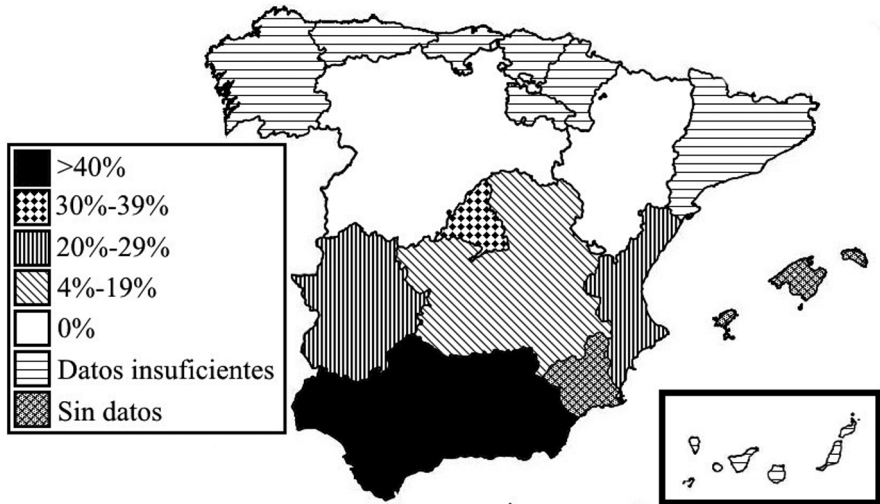 >40%
30%-39%
20%-29%
4%-19%
0%
Datos insuficientes
Sin datos